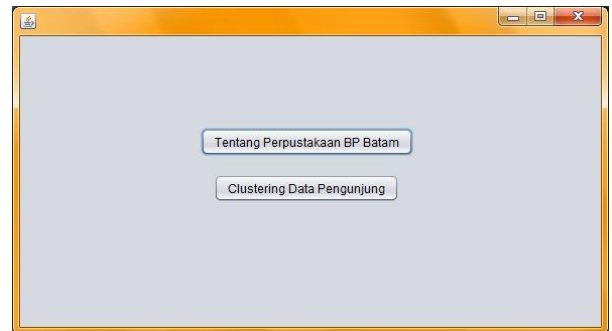 Tentang Perpustakaan BP Batam
Clustering Data Pengunjung